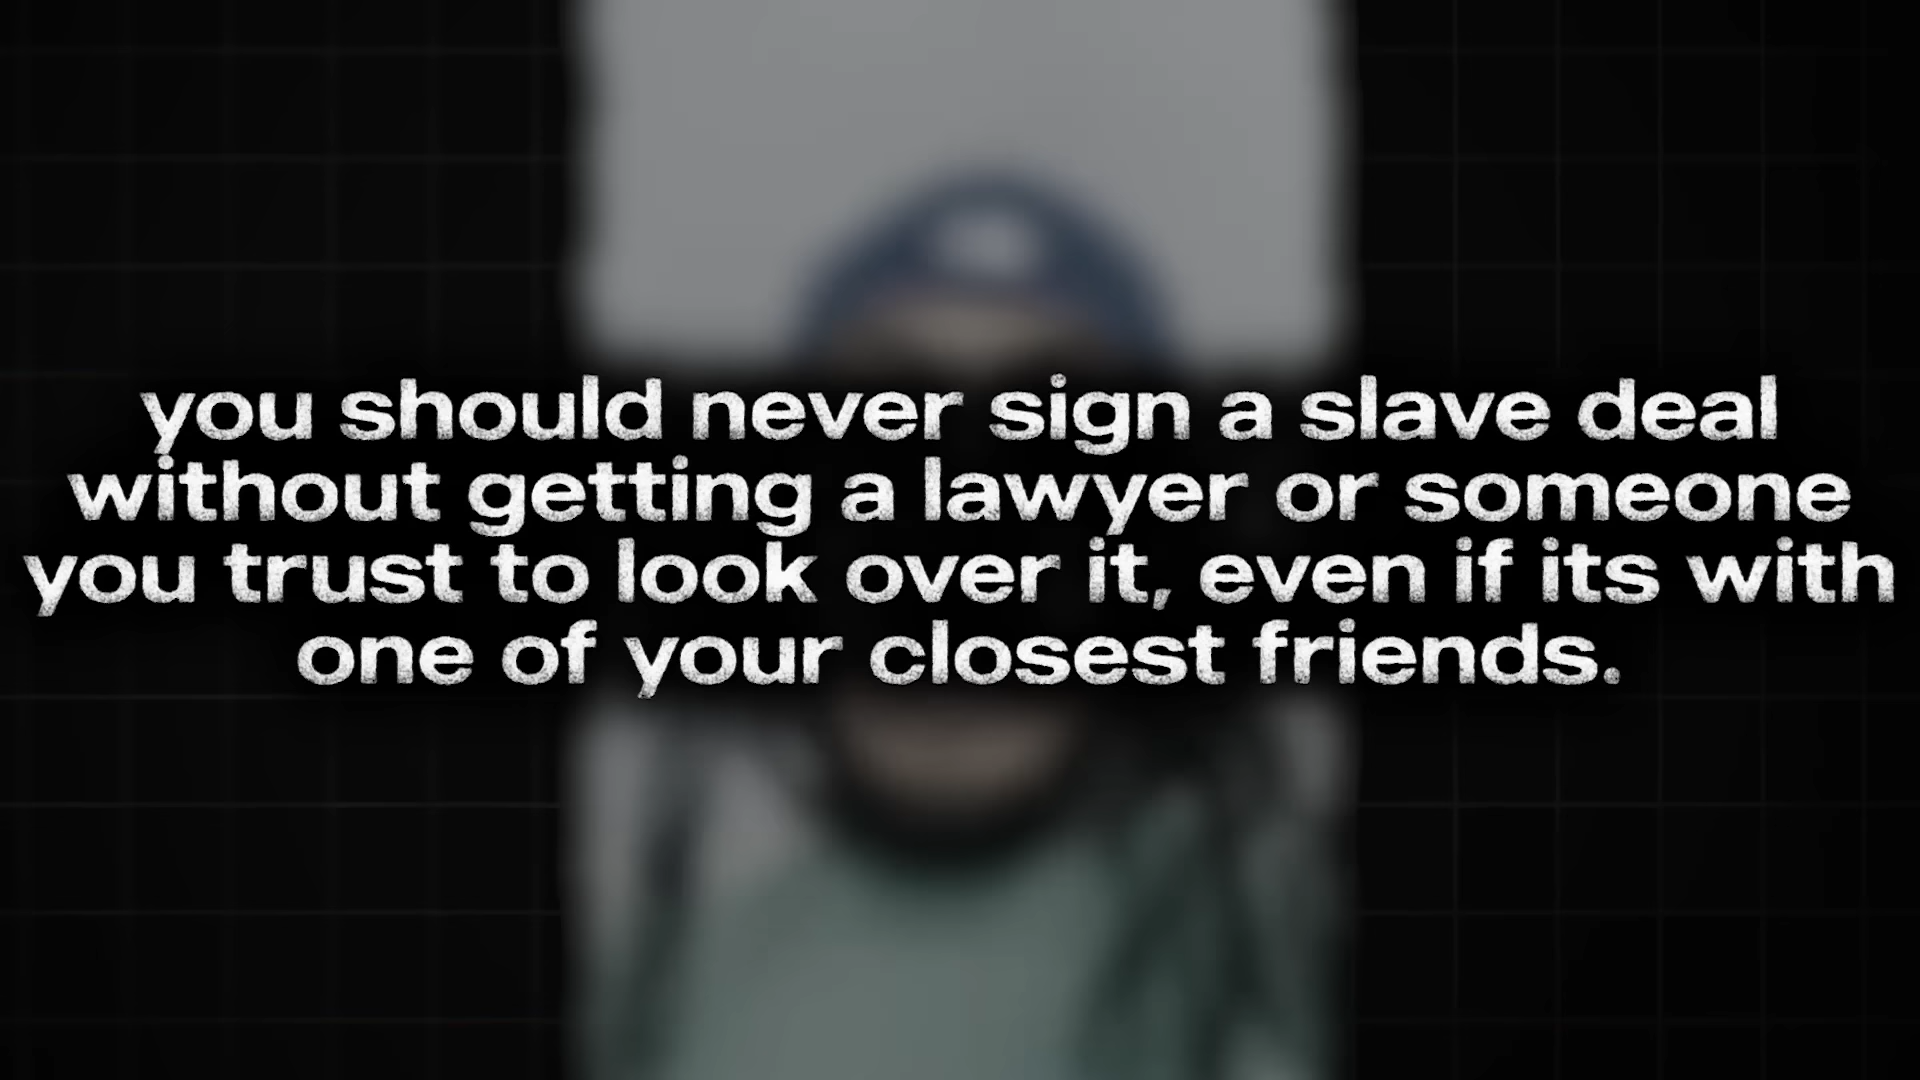 you should never sign a slave deal
without getting a lawyer or someone
you trust to look over it, even if its with
one of your closest friends.